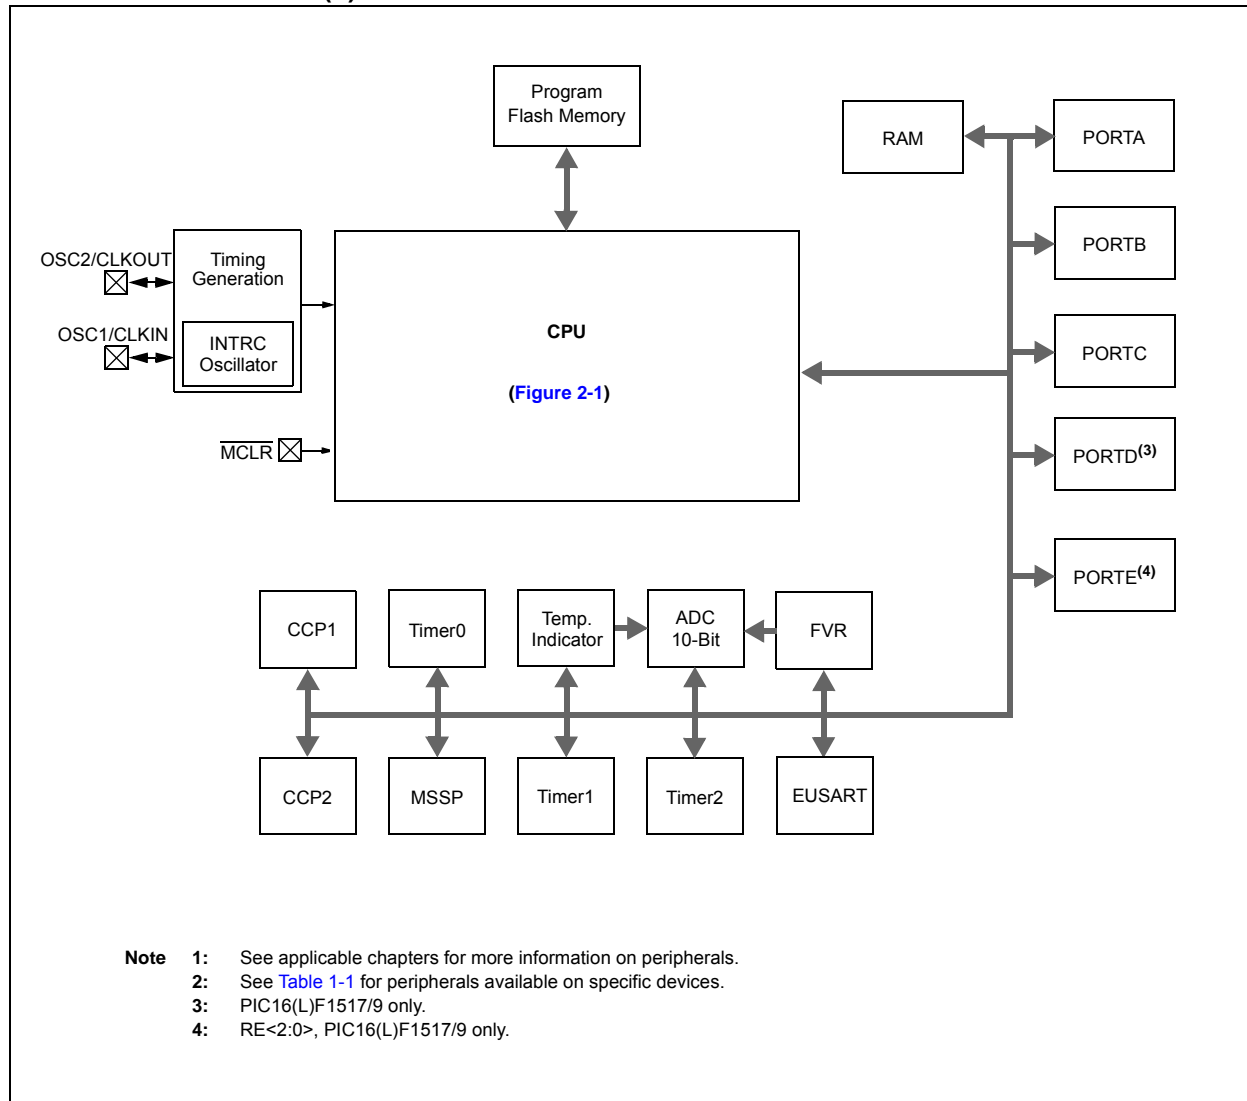 Program
Flash Memory
RAM
PORTA
OSC2/CLKOUT
Timing
Generation
PORTB
OSC1/CLKIN
INTRC
Oscillator
CPU
(Figure 2-1)
PORTC
MCLR
PORTD(3)
PORTE(4)
CCP1
Timer0
Temp.
Indicator
ADC
10-Bit
FVR
CCP2
MSSP
Timer1
Timer2
EUSART
Note 1: See applicable chapters for more information on peripherals.
2: See Table 1-1 for peripherals available on specific devices.
3: PIC16(L)F1517/9 only.
4: RE<2:0>, PIC16(L)F1517/9 only.